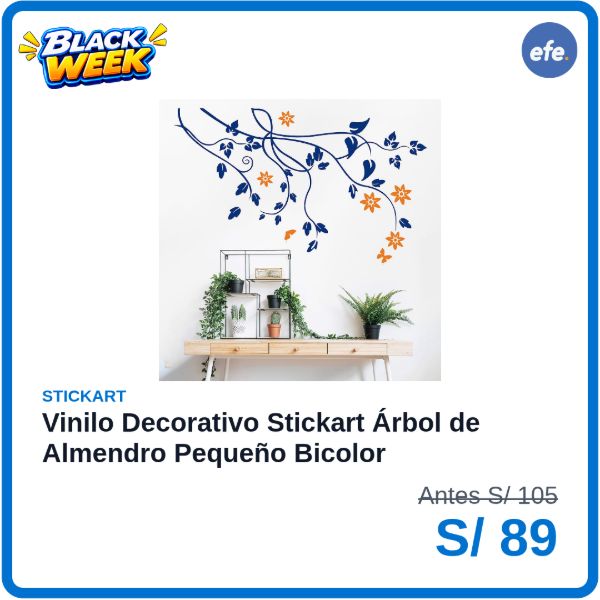 BLACK
WEEK
efe.
STICKART
Vinilo Decorativo Stickart Árbol de
Almendro Pequeño Bicolor
Antes S/ 105
S/ 89